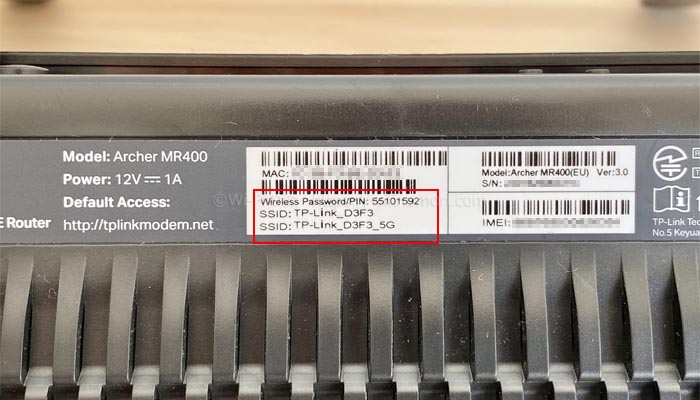 Model: Archer MR400
Power: 12V⎓1A
Default Access:
E Router http://tplinkmodem.net
MAC:
Wireless Password/PIN: 55101592
SSID: TP-Link_D3F3
SSID: TP-Link_D3F3_5G
Model:Archer MR400(EU) Ver:3.0
S/N:
IMEI:
TP-Link Tec
No.5 Keyua